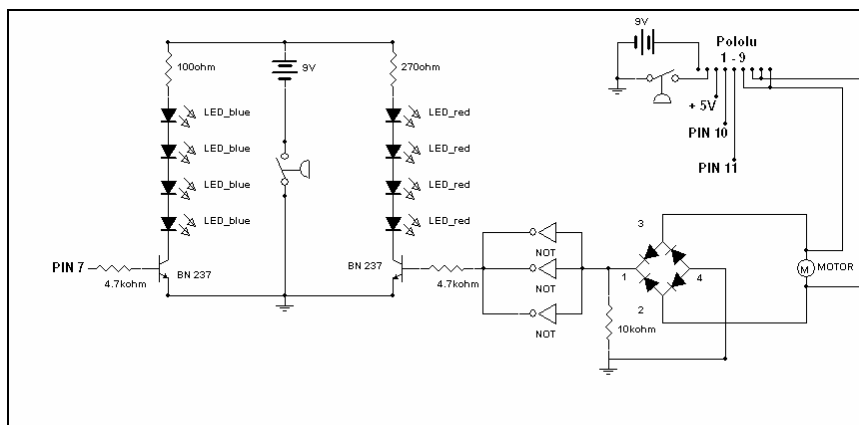 9V
Pololu
1 - 9
+ 5V
PIN 10
PIN 11
100ohm
9V
270ohm
LED_blue
LED_red
LED_blue
LED_red
LED_blue
LED_red
LED_blue
LED_red
PIN 7
4.7kohm
BN 237
BN 237
4.7kohm
NOT
NOT
NOT
3
1
4
2
10kohm
M
MOTOR